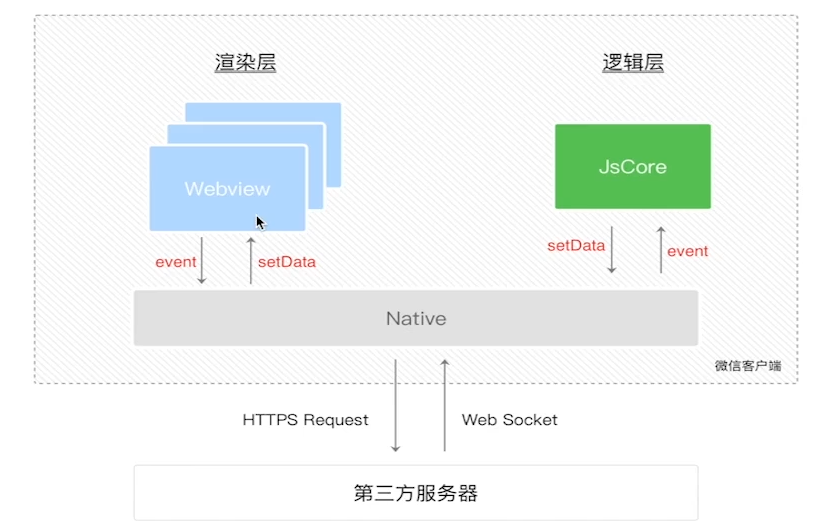 渲染层
逻辑层
Webview
JsCore
event
setData
setData
event
Native
微信客户端
HTTPS Request
Web Socket
第三方服务器